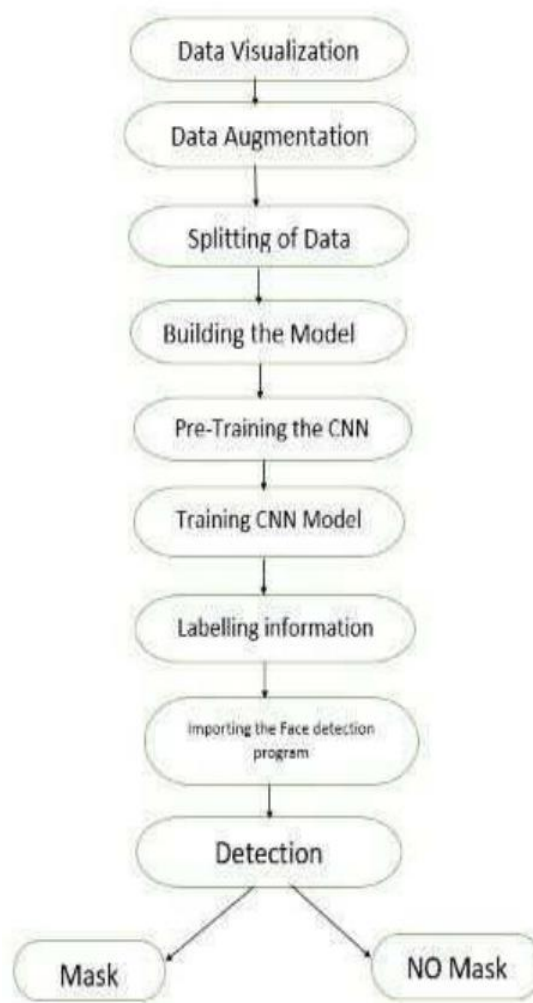 Data Visualization
Data Augmentation
Splitting of Data
Building the Model
Pre-Training the CNN
Training CNN Model
Labelling information
Importing the Face detection
program
Detection
Mask
NO Mask